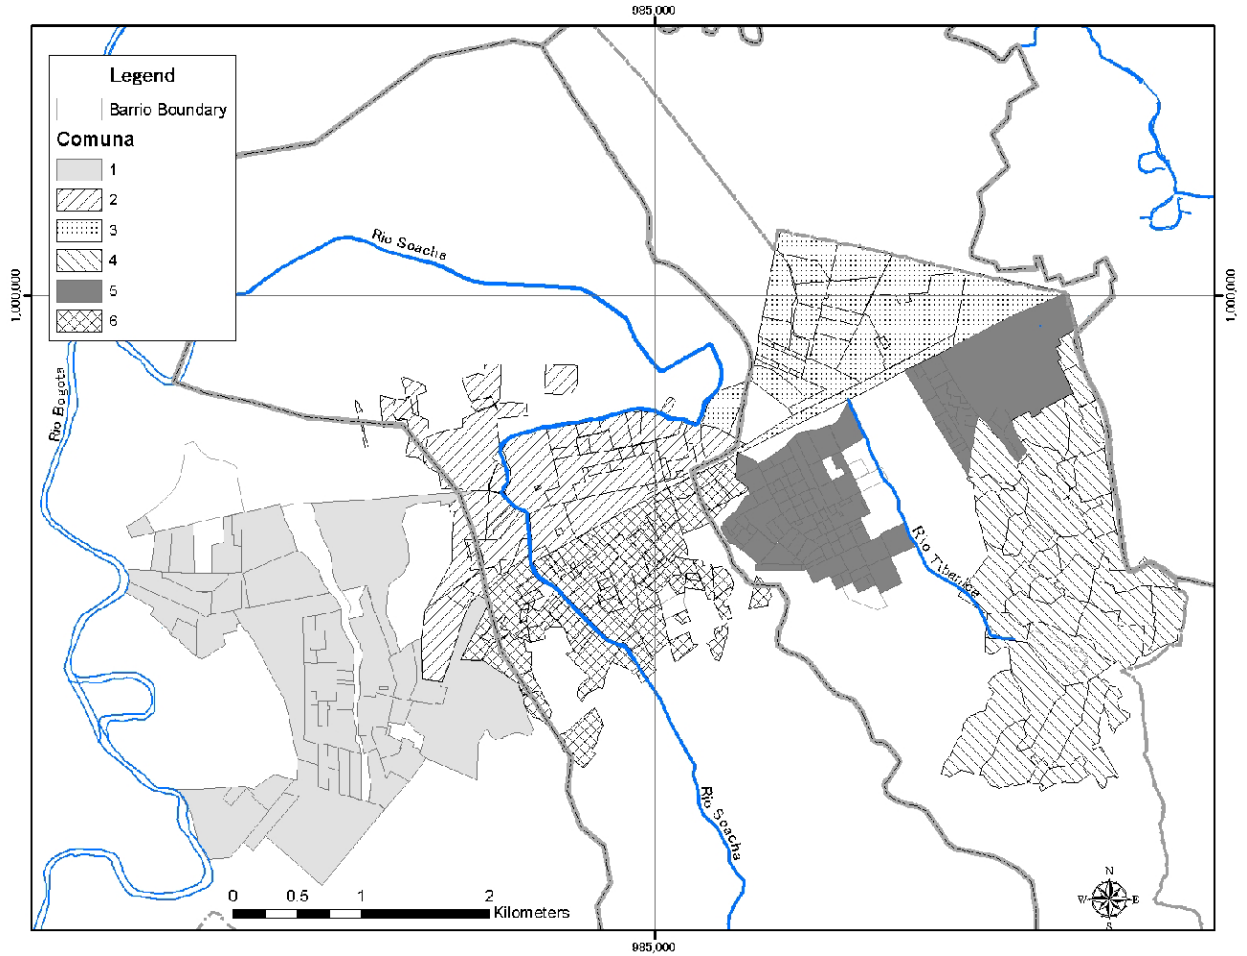 985,000
Legend
Barrio Boundary
Comuna
1
2
3
4
5
6
Rio Soacha
1,000,000
1,000,000
Rio Bogota
Rio Tibanica
Rio Soacha
0 0.5 1 2
Kilometers
N
W E
S
985,000